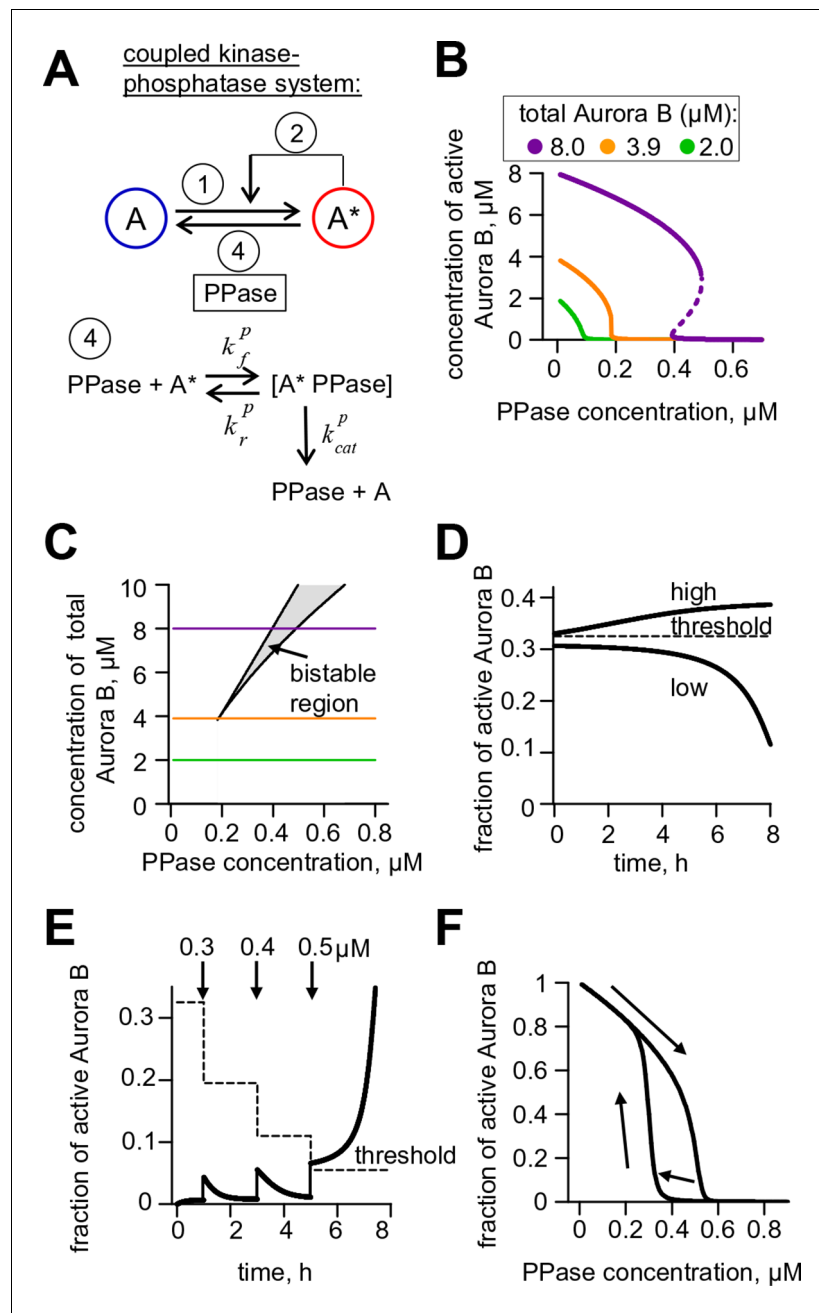 A
coupled kinase-
phosphatase system:
2
1
A
A*
4
PPase
4
k_f^p
PPase + A*
[A* PPase]
k_r^p
k_cat^p
PPase + A
B
total Aurora B (µM):
8.0 3.9 2.0
concentration of active
Aurora B, µM
8
6
4
2
0
0 0.2 0.4 0.6
PPase concentration, µM
C
concentration of total
Aurora B, µM
10
8
6
4
2
0
bistable
region
0 0.2 0.4 0.6 0.8
PPase concentration, µM
D
fraction of active Aurora B
0.4
0.3
0.2
0.1
0
high
threshold
low
0 2 4 6 8
time, h
E
0.3 0.4 0.5µM
fraction of active Aurora B
0.3
0.2
0.1
0
threshold
0 2 4 6 8
time, h
F
fraction of active Aurora B
1
0.8
0.6
0.4
0.2
0
0 0.2 0.4 0.6 0.8
PPase concentration, µM